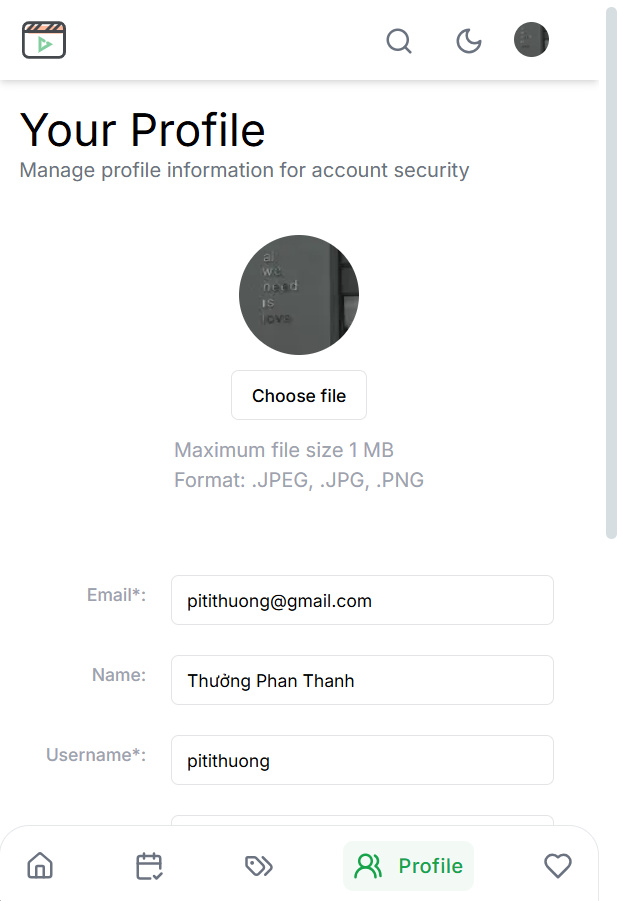 Your Profile
Manage profile information for account security
al
we
need
is
love
Choose file
Maximum file size 1 MB
Format: .JPEG, .JPG, .PNG
Email*:
pitithuong@gmail.com
Name:
Thưởng Phan Thanh
Username*:
pitithuong
Profile